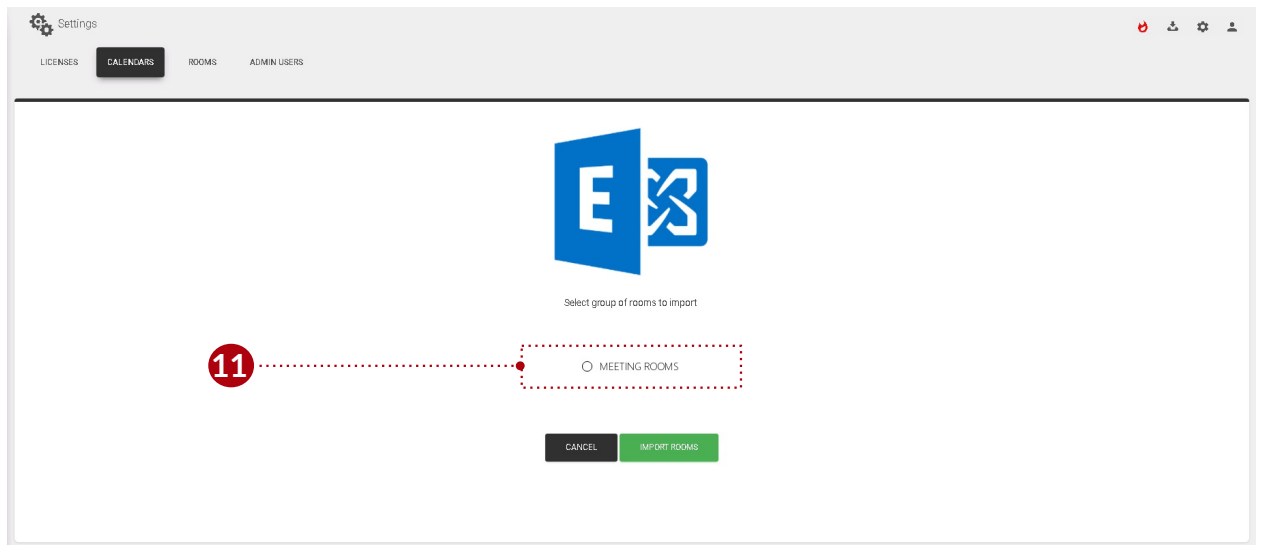 Settings
LICENSES CALENDARS ROOMS ADMIN USERS
E
Select group of rooms to import
11 MEETING ROOMS
CANCEL IMPORT ROOMS